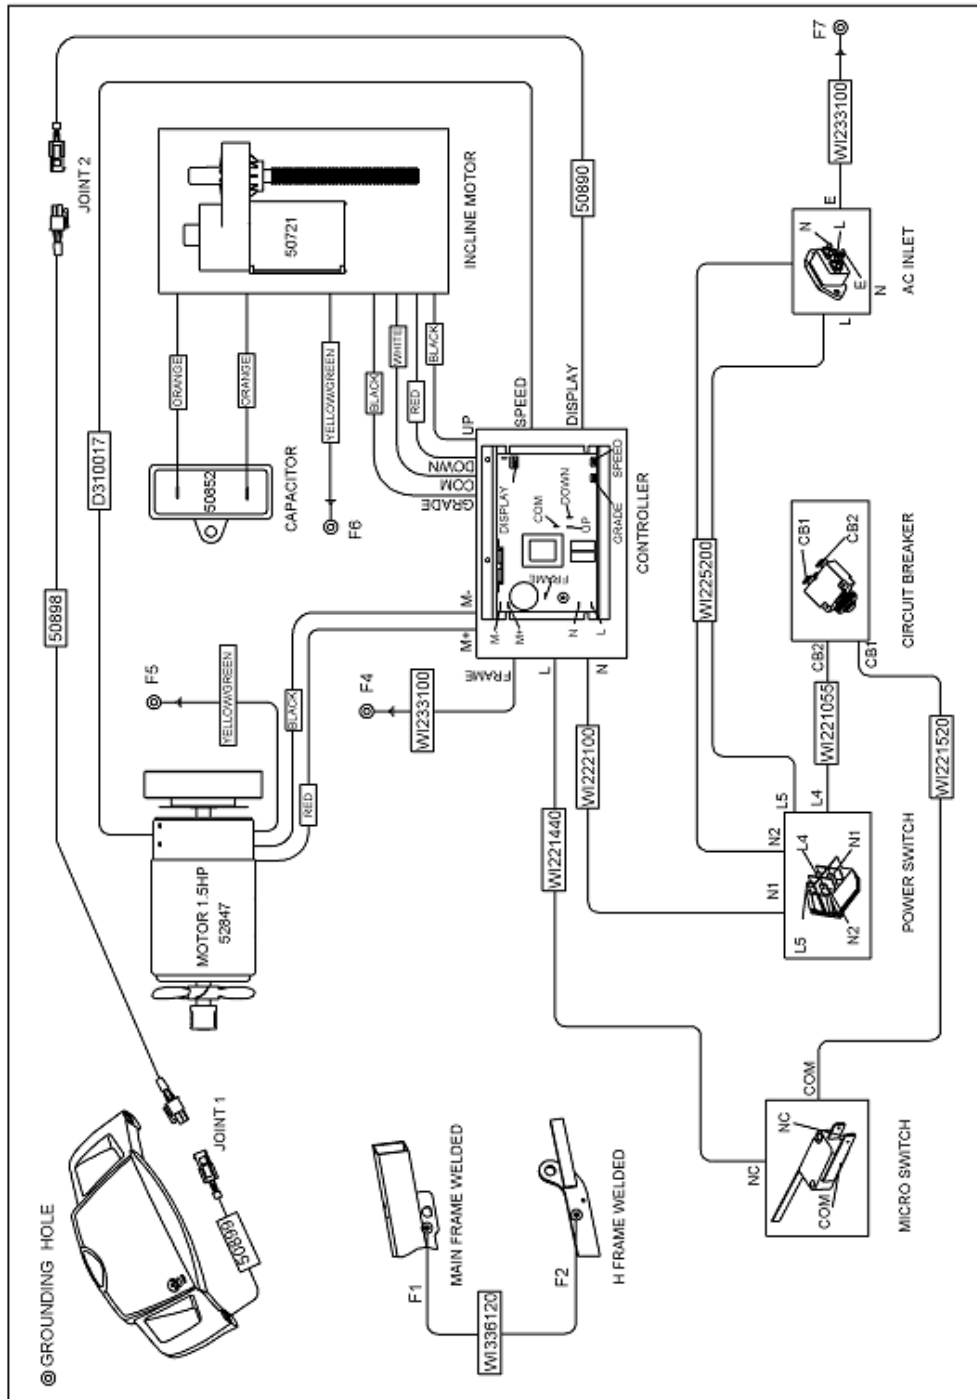 GROUNDING HOLE
50899
JOINT 1
50898
JOINT 2
MAIN FRAME WELDED
F1
WI336120
F2
H FRAME WELDED
MOTOR 1.5HP
52847
D310017
F5
YELLOW/GREEN
BLACK
RED
ORANGE
ORANGE
50852
CAPACITOR
50721
INCLINE MOTOR
YELLOW/GREEN
F6
BLACK
WHITE
RED
BLACK
GRADE
COM
DOWN
UP
SPEED
DISPLAY
50890
M+
M-
F4
WI233100
FRAME
L
N
M-
M+
FRAME
N
L
DISPLAY
COM
DOWN
UP
GRADE
SPEED
CONTROLLER
WI221440
WI222100
NC
COM
NC
COM
MICRO SWITCH
N1
N2
L5
L4
L5
L4
N1
N2
POWER SWITCH
WI225200
WI221055
WI221520
CB2
CB1
CB1
CB2
CIRCUIT BREAKER
L
N
E
N
L
E
AC INLET
WI233100
F7